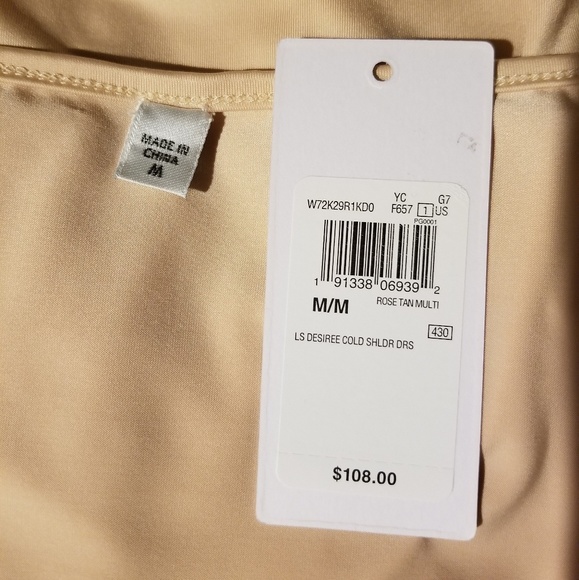 MADE IN
CHINA
M
YC G7
W72K29R1KD0 F657 1 US
PG0001
1 91338 06939 2
M/M ROSE TAN MULTI
430
LS DESIREE COLD SHLDR DRS
$108.00